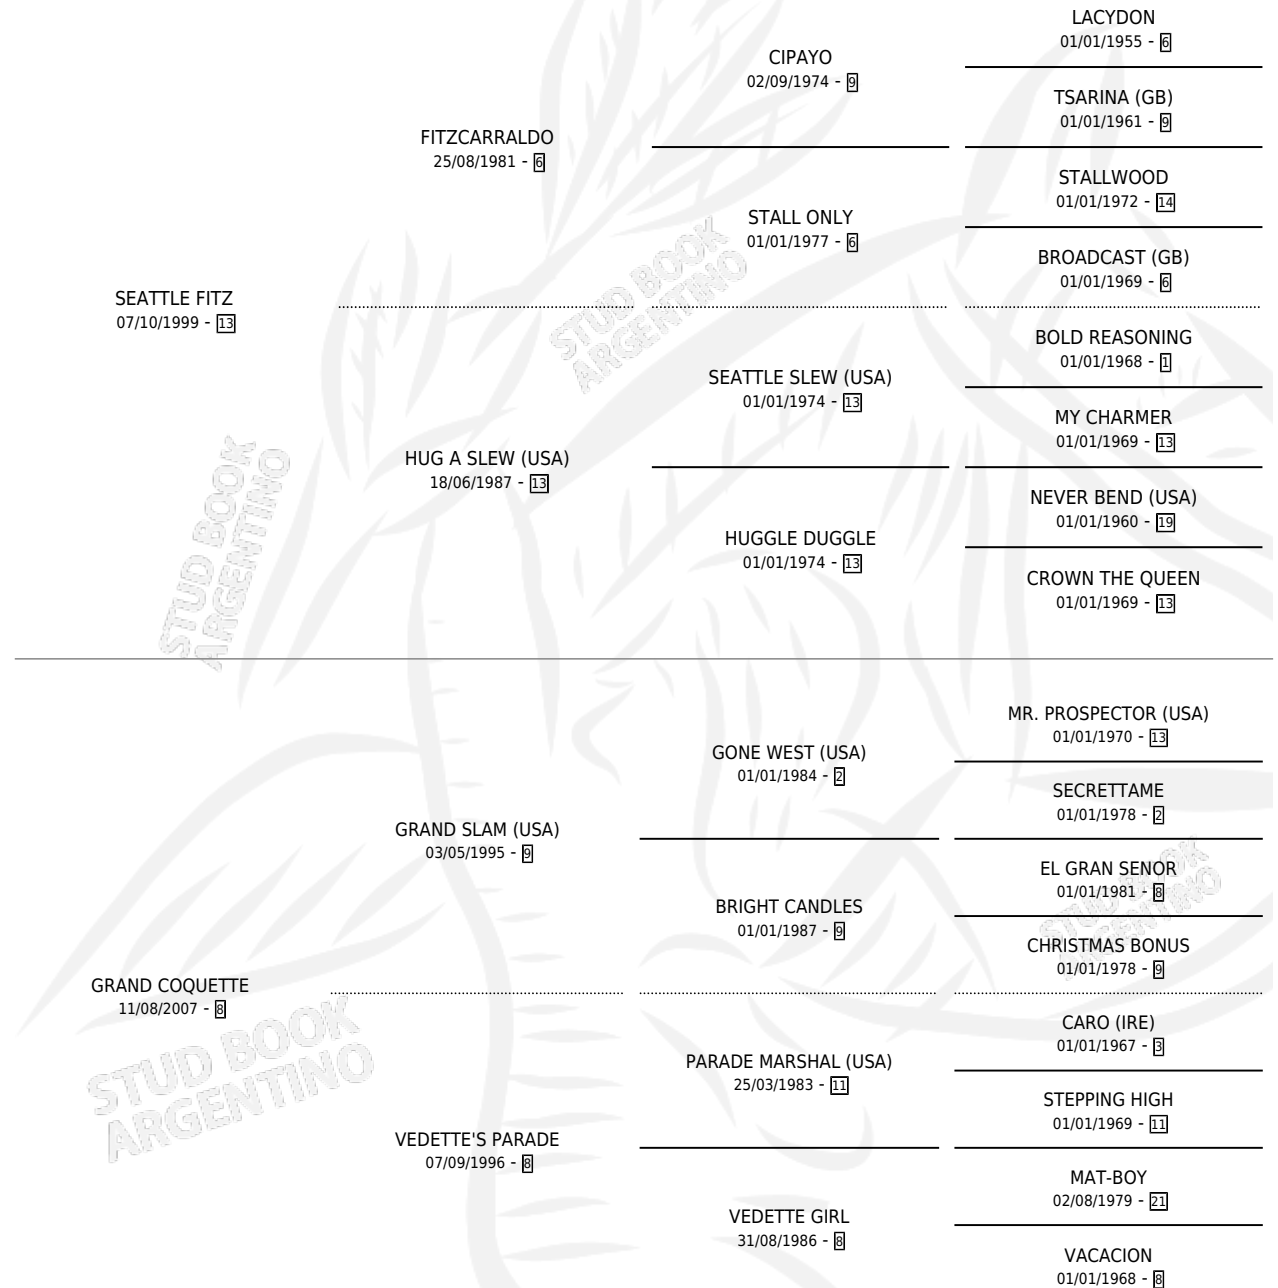 LACYDON
01/01/1955 - 6
CIPAYO
02/09/1974 - 9
TSARINA (GB)
01/01/1961 - 9
FITZCARRALDO
25/08/1981 - 6
STALLWOOD
01/01/1972 - 14
STALL ONLY
01/01/1977 - 6
BROADCAST (GB)
01/01/1969 - 6
SEATTLE FITZ
07/10/1999 - 13
STUD BOOK
ARGENTINO
BOLD REASONING
01/01/1968 - 1
SEATTLE SLEW (USA)
01/01/1974 - 13
MY CHARMER
01/01/1969 - 13
HUG A SLEW (USA)
18/06/1987 - 13
NEVER BEND (USA)
01/01/1960 - 19
HUGGLE DUGGLE
01/01/1974 - 13
CROWN THE QUEEN
01/01/1969 - 13
STUD BOOK
ARGENTINO
MR. PROSPECTOR (USA)
01/01/1970 - 13
GONE WEST (USA)
01/01/1984 - 2
SECRETTAME
01/01/1978 - 2
GRAND SLAM (USA)
03/05/1995 - 9
EL GRAN SENOR
01/01/1981 - 8
BRIGHT CANDLES
01/01/1987 - 9
STUD BOOK
ARGENTINO
CHRISTMAS BONUS
01/01/1978 - 9
GRAND COQUETTE
11/08/2007 - 8
CARO (IRE)
01/01/1967 - 3
PARADE MARSHAL (USA)
25/03/1983 - 11
STUD BOOK
ARGENTINO
STEPPING HIGH
01/01/1969 - 11
VEDETTE'S PARADE
07/09/1996 - 8
MAT-BOY
02/08/1979 - 21
VEDETTE GIRL
31/08/1986 - 8
VACACION
01/01/1968 - 8